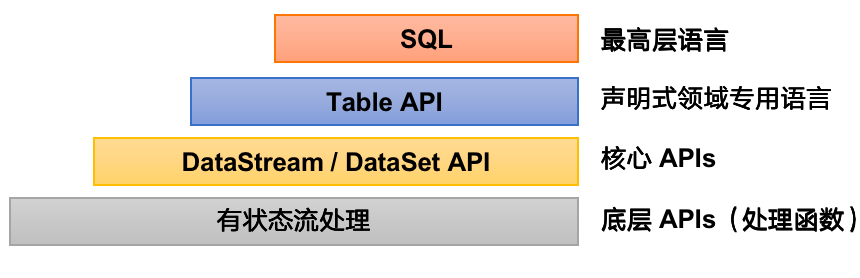 SQL 最高层语言
Table API 声明式领域专用语言
DataStream / DataSet API 核心 APIs
有状态流处理 底层 APIs（处理函数）